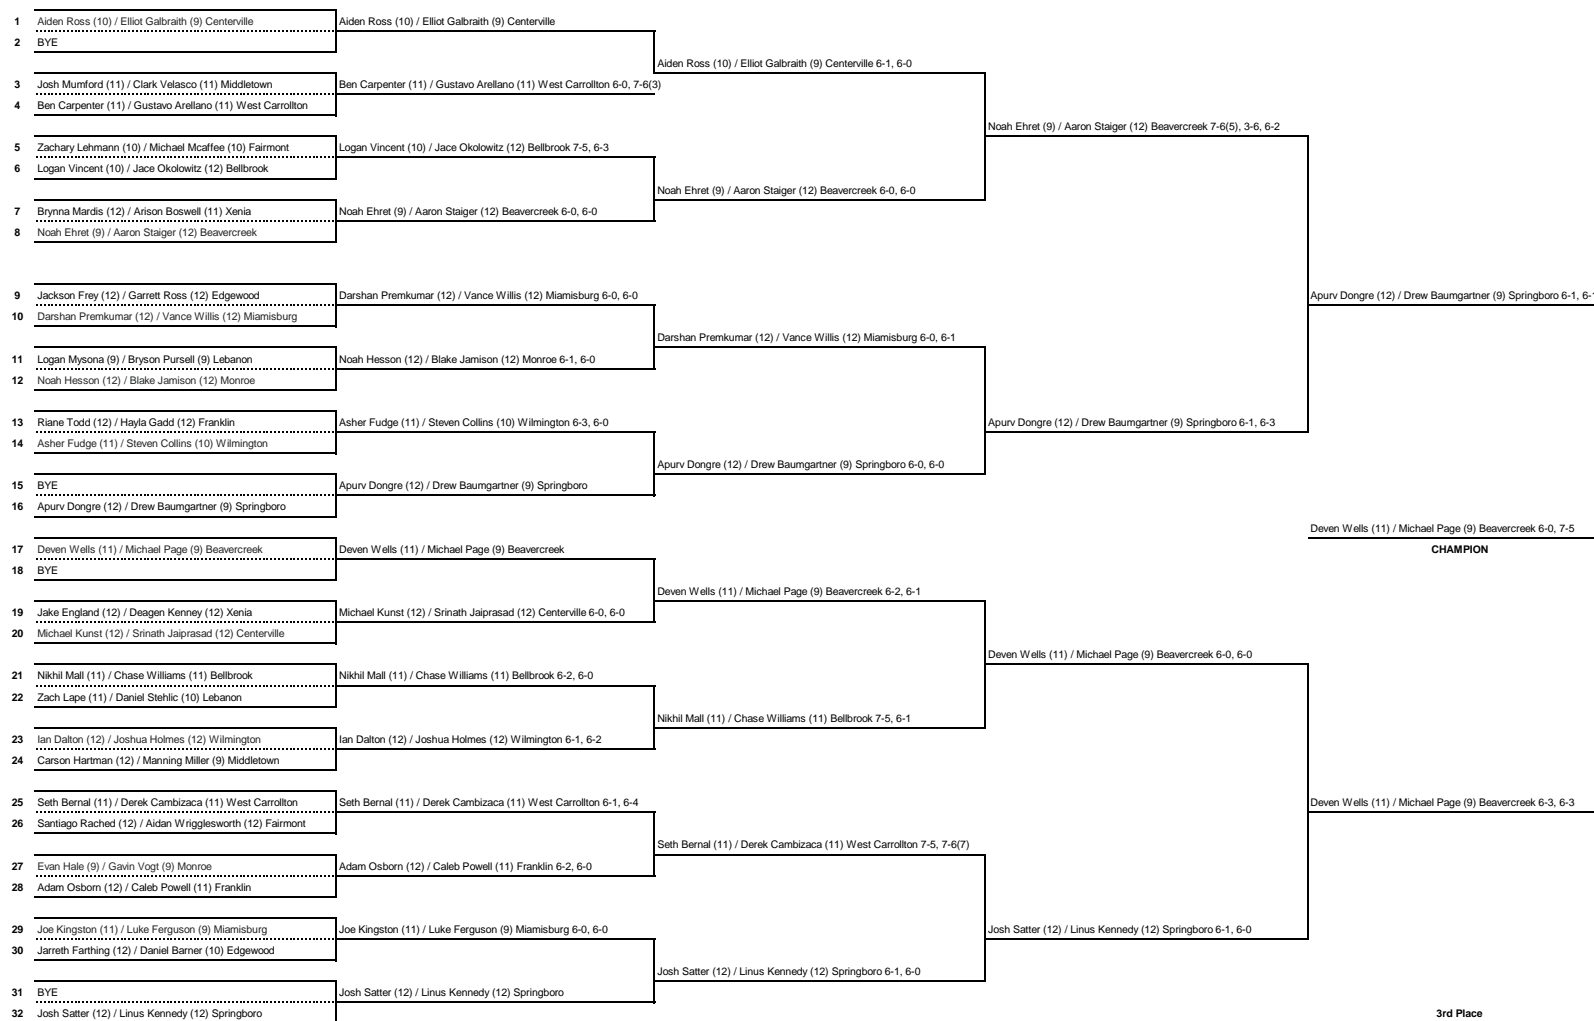 1 Aiden Ross (10) / Elliot Galbraith (9) Centerville
Aiden Ross (10) / Elliot Galbraith (9) Centerville
2 BYE
Aiden Ross (10) / Elliot Galbraith (9) Centerville 6-1, 6-0
3 Josh Mumford (11) / Clark Velasco (11) Middletown
Ben Carpenter (11) / Gustavo Arellano (11) West Carrollton 6-0, 7-6(3)
4 Ben Carpenter (11) / Gustavo Arellano (11) West Carrollton
Noah Ehret (9) / Aaron Staiger (12) Beavercreek 7-6(5), 3-6, 6-2
5 Zachary Lehmann (10) / Michael Mcaffee (10) Fairmont
Logan Vincent (10) / Jace Okolowitz (12) Bellbrook 7-5, 6-3
6 Logan Vincent (10) / Jace Okolowitz (12) Bellbrook
Noah Ehret (9) / Aaron Staiger (12) Beavercreek 6-0, 6-0
7 Brynna Mardis (12) / Arison Boswell (11) Xenia
Noah Ehret (9) / Aaron Staiger (12) Beavercreek 6-0, 6-0
8 Noah Ehret (9) / Aaron Staiger (12) Beavercreek
9 Jackson Frey (12) / Garrett Ross (12) Edgewood
Darshan Premkumar (12) / Vance Willis (12) Miamisburg 6-0, 6-0
Apurv Dongre (12) / Drew Baumgartner (9) Springboro 6-1,
10 Darshan Premkumar (12) / Vance Willis (12) Miamisburg
Darshan Premkumar (12) / Vance Willis (12) Miamisburg 6-0, 6-1
11 Logan Mysona (9) / Bryson Pursell (9) Lebanon
Noah Hesson (12) / Blake Jamison (12) Monroe 6-1, 6-0
12 Noah Hesson (12) / Blake Jamison (12) Monroe
13 Riane Todd (12) / Hayla Gadd (12) Franklin
Asher Fudge (11) / Steven Collins (10) Wilmington 6-3, 6-0
Apurv Dongre (12) / Drew Baumgartner (9) Springboro 6-1, 6-3
14 Asher Fudge (11) / Steven Collins (10) Wilmington
Apurv Dongre (12) / Drew Baumgartner (9) Springboro 6-0, 6-0
15 BYE
Apurv Dongre (12) / Drew Baumgartner (9) Springboro
16 Apurv Dongre (12) / Drew Baumgartner (9) Springboro
Deven Wells (11) / Michael Page (9) Beavercreek 6-0, 7-5
CHAMPION
17 Deven Wells (11) / Michael Page (9) Beavercreek
Deven Wells (11) / Michael Page (9) Beavercreek
18 BYE
Deven Wells (11) / Michael Page (9) Beavercreek 6-2, 6-1
19 Jake England (12) / Deagen Kenney (12) Xenia
Michael Kunst (12) / Srinath Jaiprasad (12) Centerville 6-0, 6-0
20 Michael Kunst (12) / Srinath Jaiprasad (12) Centerville
Deven Wells (11) / Michael Page (9) Beavercreek 6-0, 6-0
21 Nikhil Mall (11) / Chase Williams (11) Bellbrook
Nikhil Mall (11) / Chase Williams (11) Bellbrook 6-2, 6-0
22 Zach Lape (11) / Daniel Stehlic (10) Lebanon
Nikhil Mall (11) / Chase Williams (11) Bellbrook 7-5, 6-1
23 Ian Dalton (12) / Joshua Holmes (12) Wilmington
Ian Dalton (12) / Joshua Holmes (12) Wilmington 6-1, 6-2
24 Carson Hartman (12) / Manning Miller (9) Middletown
25 Seth Bernal (11) / Derek Cambizaca (11) West Carrollton
Seth Bernal (11) / Derek Cambizaca (11) West Carrollton 6-1, 6-4
Deven Wells (11) / Michael Page (9) Beavercreek 6-3, 6-3
26 Santiago Rached (12) / Aidan Wrigglesworth (12) Fairmont
Seth Bernal (11) / Derek Cambizaca (11) West Carrollton 7-5, 7-6(7)
27 Evan Hale (9) / Gavin Vogt (9) Monroe
Adam Osborn (12) / Caleb Powell (11) Franklin 6-2, 6-0
28 Adam Osborn (12) / Caleb Powell (11) Franklin
29 Joe Kingston (11) / Luke Ferguson (9) Miamisburg
Joe Kingston (11) / Luke Ferguson (9) Miamisburg 6-0, 6-0
Josh Satter (12) / Linus Kennedy (12) Springboro 6-1, 6-0
30 Jarreth Farthing (12) / Daniel Barner (10) Edgewood
Josh Satter (12) / Linus Kennedy (12) Springboro 6-1, 6-0
31 BYE
Josh Satter (12) / Linus Kennedy (12) Springboro
32 Josh Satter (12) / Linus Kennedy (12) Springboro
3rd Place